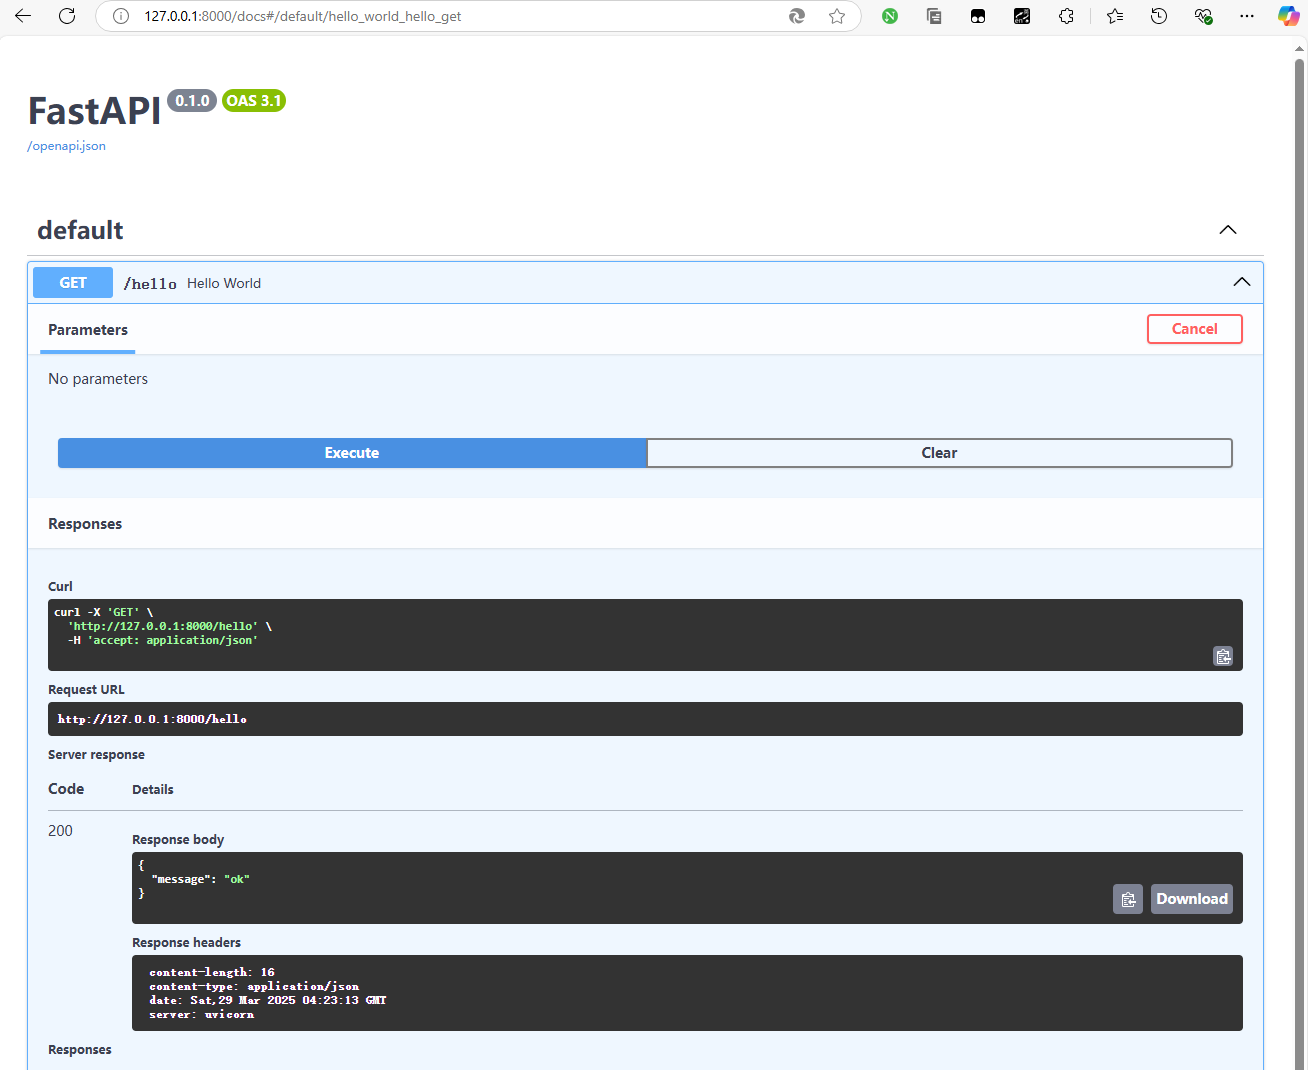 127.0.0.1:8000/docs#/default/hello_world_hello_get
FastAPI 0.1.0 OAS 3.1
/openapi.json
default
GET /hello Hello World
Parameters
Cancel
No parameters
Execute
Clear
Responses
Curl
curl -X 'GET' \
'http://127.0.0.1:8000/hello' \
-H 'accept: application/json'
Request URL
http://127.0.0.1:8000/hello
Server response
Code Details
200
Response body
{
"message": "ok"
}
Download
Response headers
content-length: 16
content-type: application/json
date: Sat,29 Mar 2025 04:23:13 GMT
server: uvicorn
Responses